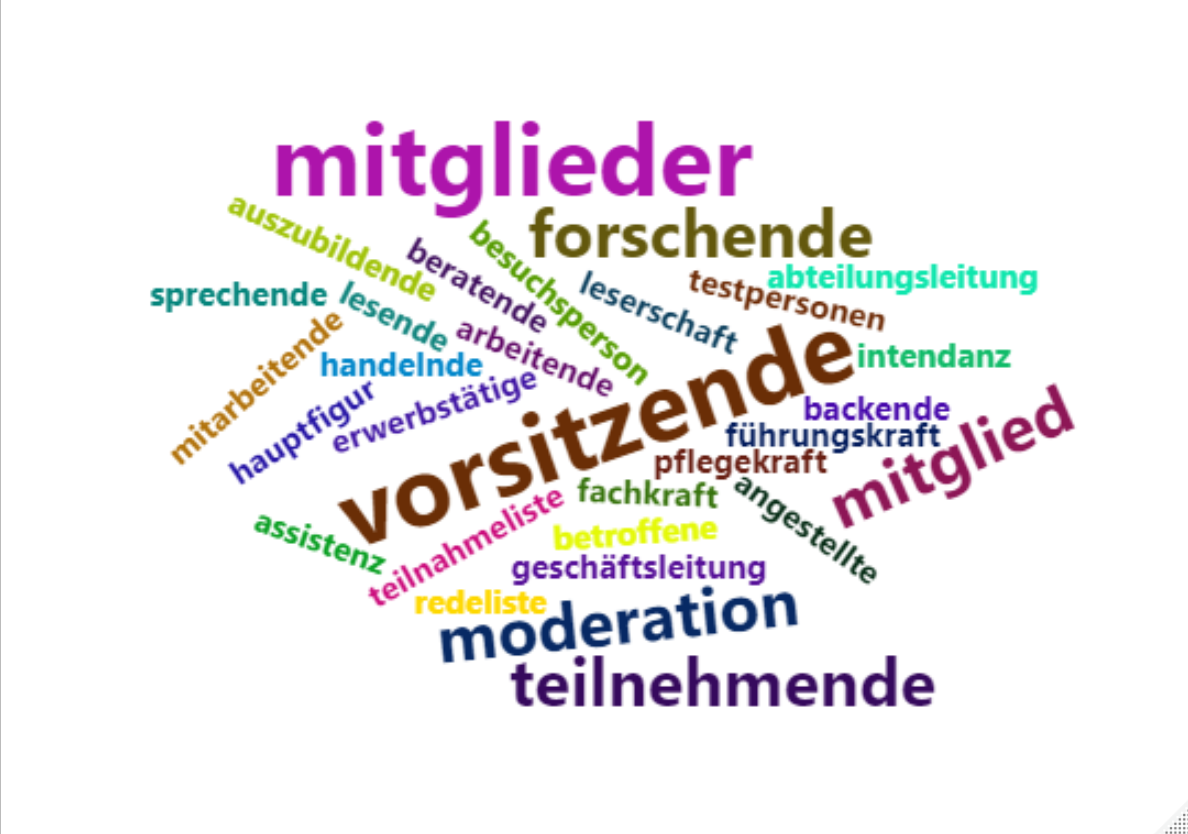 mitglieder
forschende
auszubildende
besuchsperson
beratende
leserschaft
testpersonen
abteilungsleitung
sprechende
lesende
arbeitende
mitarbeitende
handelnde
vorsitzende
intendanz
hauptfigur
erwerbstätige
backende
führungskraft
mitglied
pflegekraft
fachkraft
angestellte
assistenz
teilnahmeliste
betroffene
geschäftsleitung
redeliste
moderation
teilnehmende